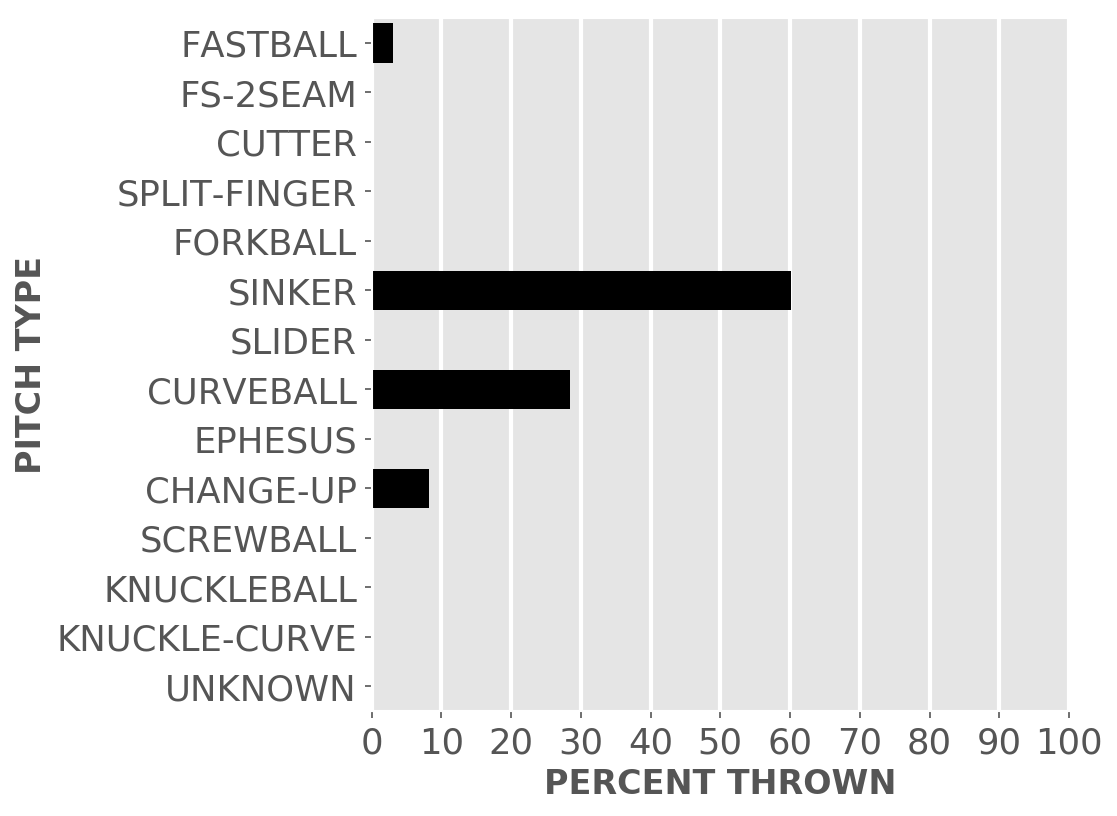 FASTBALL
FS-2SEAM
CUTTER
SPLIT-FINGER
FORKBALL
SINKER
SLIDER
CURVEBALL
EPHESUS
CHANGE-UP
SCREWBALL
KNUCKLEBALL
KNUCKLE-CURVE
UNKNOWN
PITCH TYPE
0 10 20 30 40 50 60 70 80 90 100
PERCENT THROWN